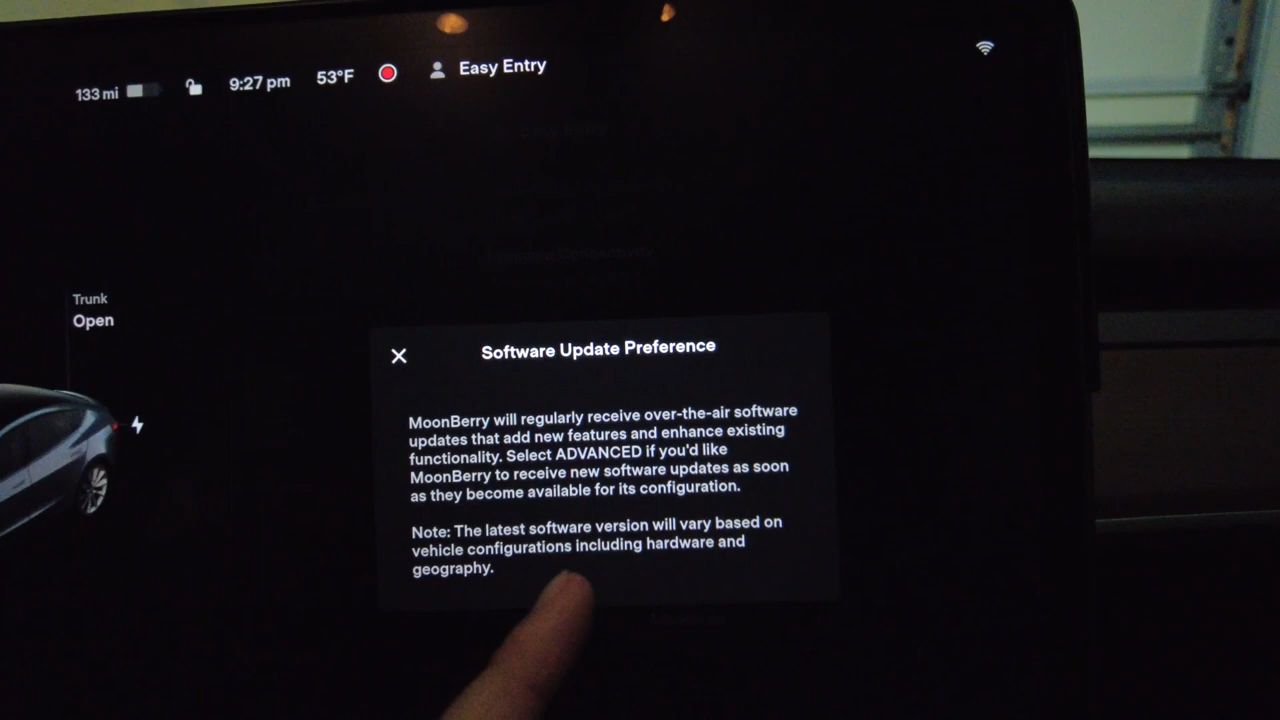 133 mi
9:27 pm
53°F
Easy Entry
Trunk
Open
Software Update Preference
MoonBerry will regularly receive over-the-air software
updates that add new features and enhance existing
functionality. Select ADVANCED if you'd like
MoonBerry to receive new software updates as soon
as they become available for its configuration.
Note: The latest software version will vary based on
vehicle configurations including hardware and
geography.